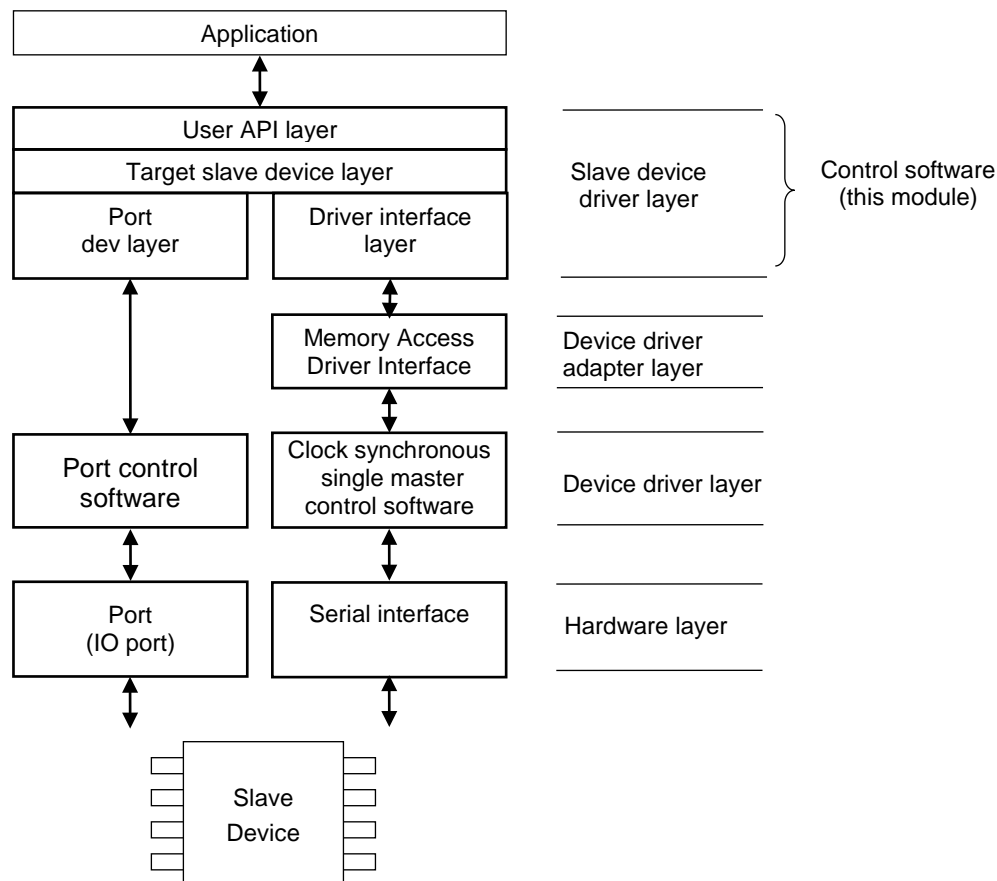 Application
User API layer
Target slave device layer
Port
dev layer
Driver interface
layer
Slave device
driver layer
Control software
(this module)
Memory Access
Driver Interface
Device driver
adapter layer
Port control
software
Clock synchronous
single master
control software
Device driver layer
Port
(IO port)
Serial interface
Hardware layer
Slave
Device